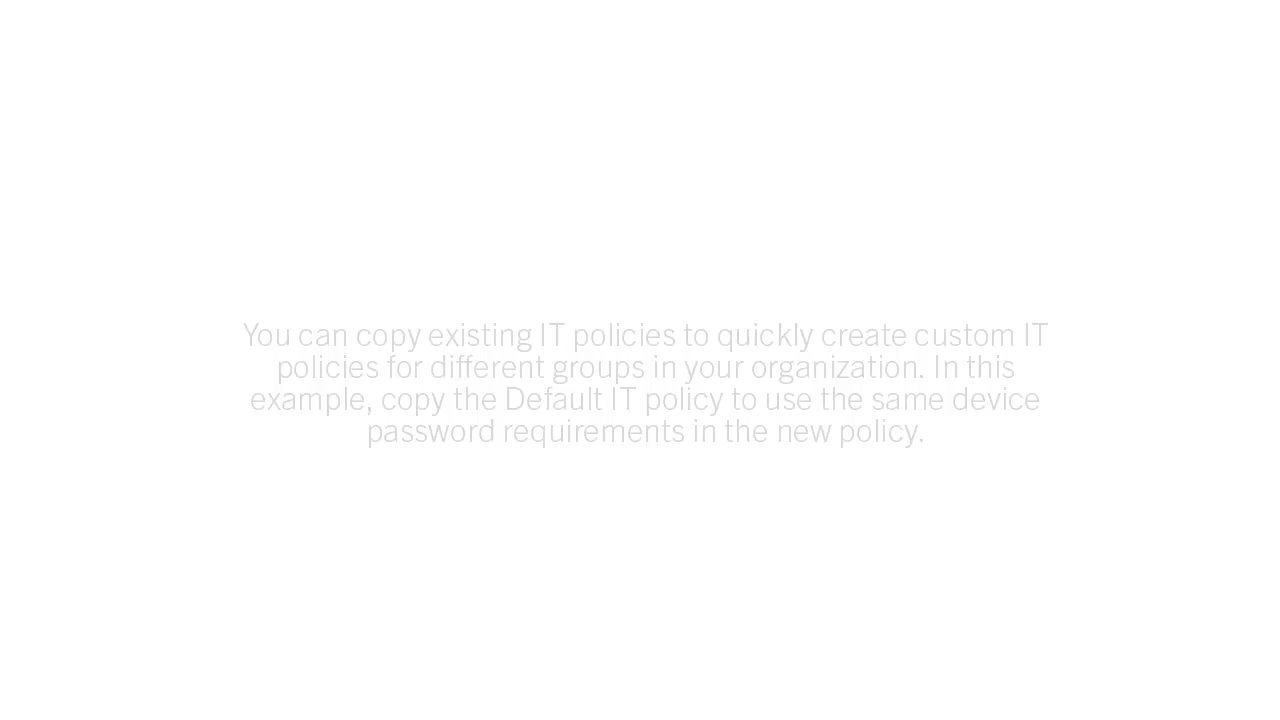 You can copy existing IT policies to quickly create custom IT
policies for different groups in your organization. In this
example, copy the Default IT policy to use the same device
password requirements in the new policy.